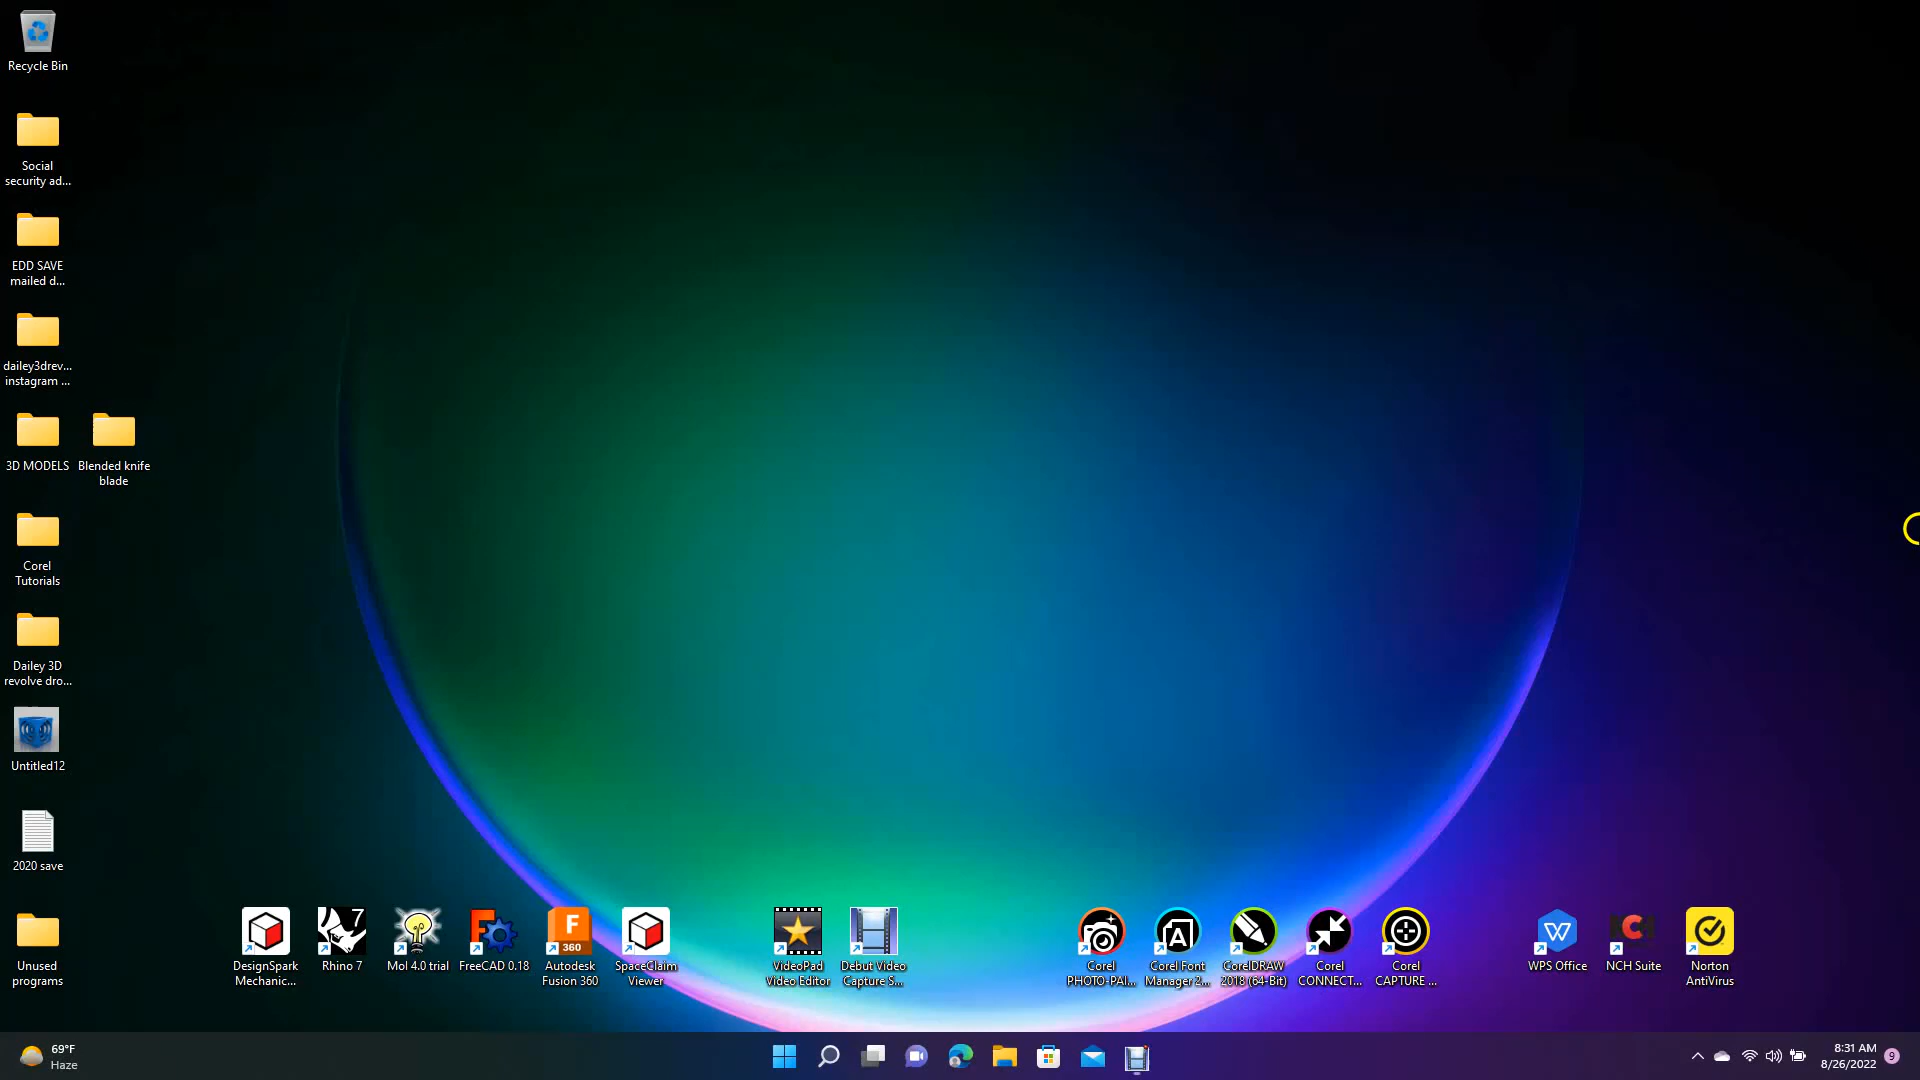 Recycle Bin
Social
security ad...
EDD SAVE
mailed d...
dailey3drev...
instagram ...
3D MODELS
Blended knife
blade
Corel
Tutorials
Dailey 3D
revolve dro...
Untitled12
2020 save
Unused
programs
DesignSpark
Mechanic...
7
Rhino 7
MoI 4.0 trial
FreeCAD 0.18
F
360
Autodesk
Fusion 360
SpaceClaim
Viewer
VideoPad
Video Editor
Debut Video
Capture S...
Corel
PHOTO-PAI...
A
Corel Font
Manager 2...
CorelDRAW
2018 (64-Bit)
Corel
CONNECT...
Corel
CAPTURE ...
W
WPS Office
NCH
NCH Suite
Norton
AntiVirus
69°F
Haze
8:31 AM
8/26/2022
9